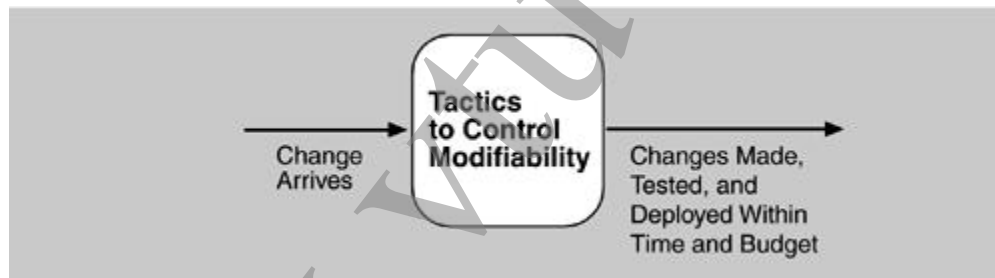 Tactics
to Control
Modifiability
Change
Arrives
Changes Made,
Tested, and
Deployed Within
Time and Budget